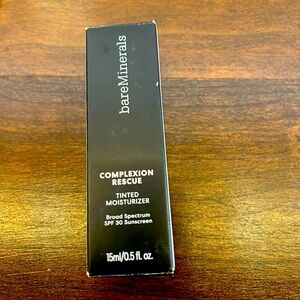 bareMinerals
COMPLEXION
RESCUE
TINTED
MOISTURIZER
Broad Spectrum
SPF 30 Sunscreen
15ml/0.5 fl. oz.